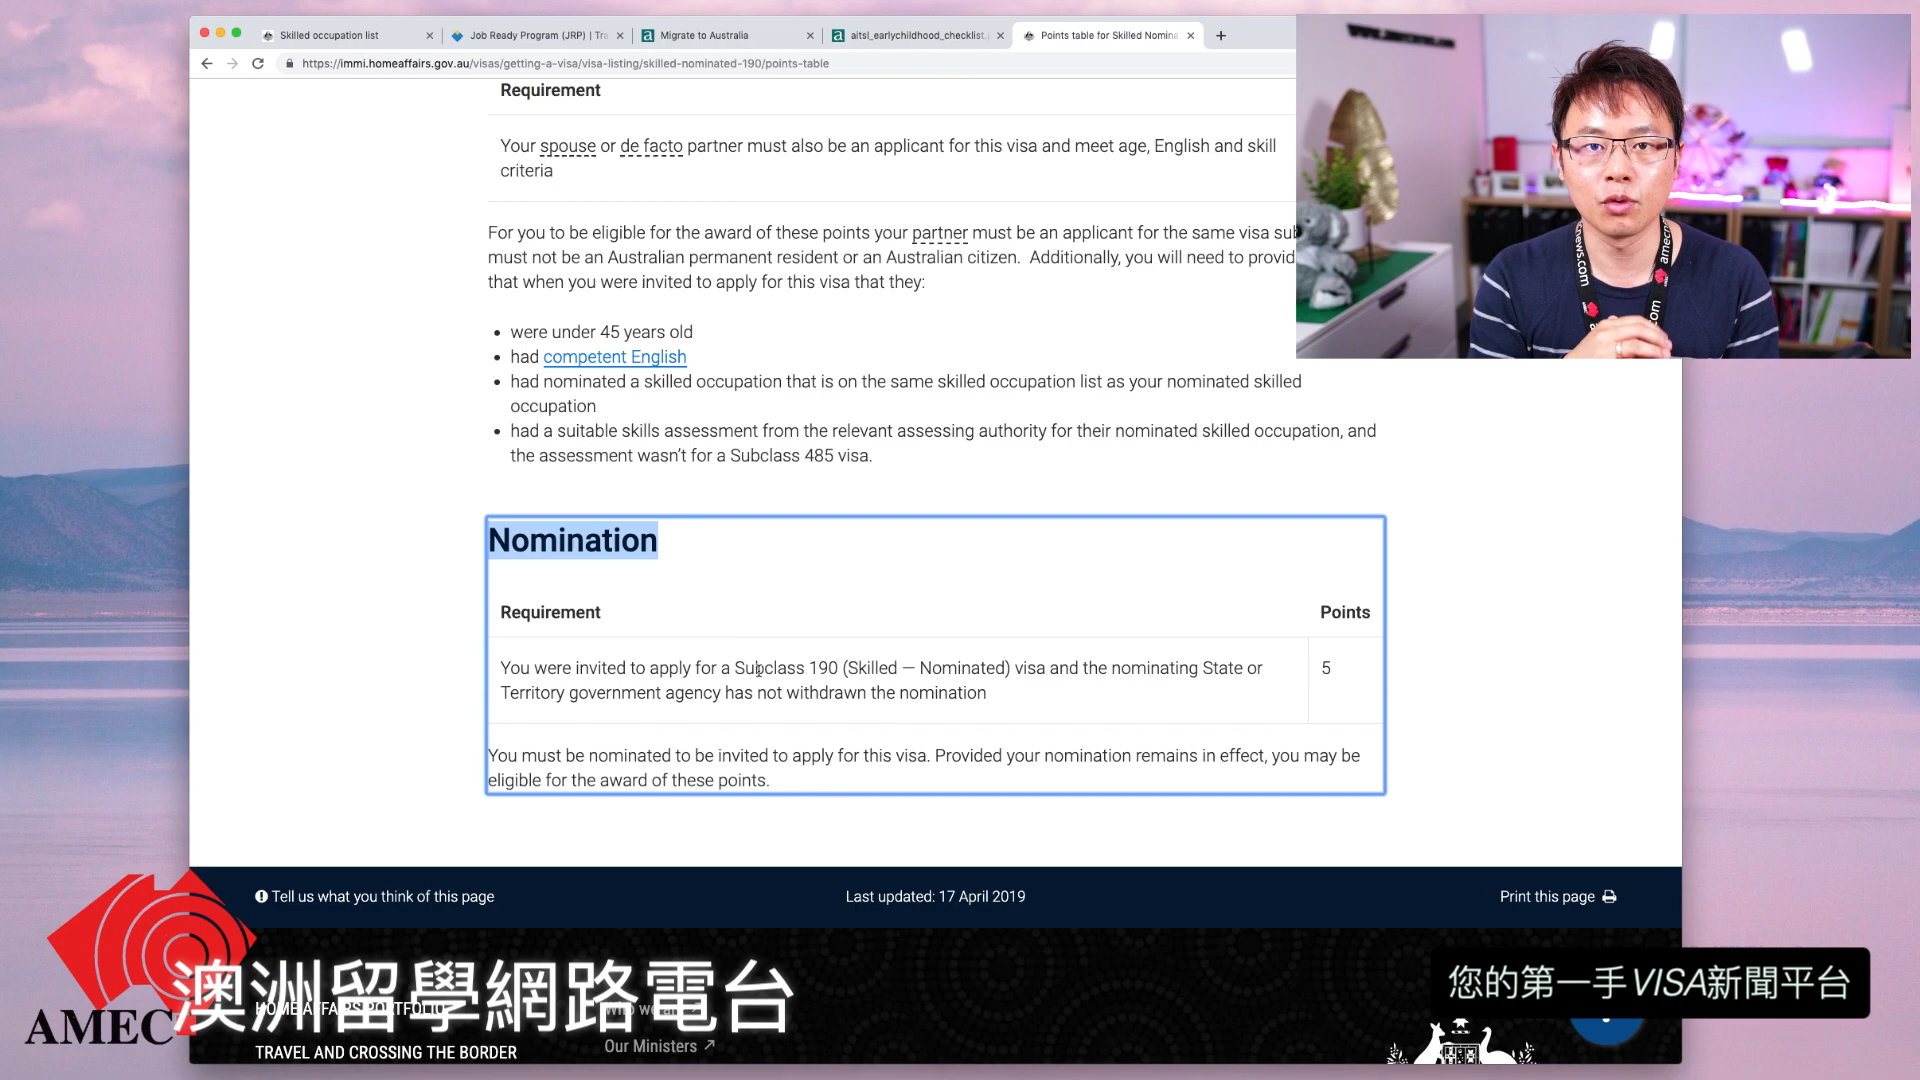 Skilled occupation list
Job Ready Program (JRP) | Tra
Migrate to Australia
aitsl_earlychildhood_checklist.
Points table for Skilled Nomina
https://immi.homeaffairs.gov.au/visas/getting-a-visa/visa-listing/skilled-nominated-190/points-table
Requirement
Your spouse or de facto partner must also be an applicant for this visa and meet age, English and skill
criteria
For you to be eligible for the award of these points your partner must be an applicant for the same visa sub
must not be an Australian permanent resident or an Australian citizen. Additionally, you will need to provid
that when you were invited to apply for this visa that they:
were under 45 years old
had competent English
had nominated a skilled occupation that is on the same skilled occupation list as your nominated skilled
occupation
had a suitable skills assessment from the relevant assessing authority for their nominated skilled occupation, and
the assessment wasn't for a Subclass 485 visa.
Nomination
Requirement Points
You were invited to apply for a Subclass 190 (Skilled — Nominated) visa and the nominating State or
Territory government agency has not withdrawn the nomination
5
You must be nominated to be invited to apply for this visa. Provided your nomination remains in effect, you may be
eligible for the award of these points.
Tell us what you think of this page
Last updated: 17 April 2019
Print this page
澳洲留學網路電台
AMEC
您的第一手VISA新聞平台
HOME AFFAIRS PORTFOLIO
Who we are
TRAVEL AND CROSSING THE BORDER
Our Ministers
news.com